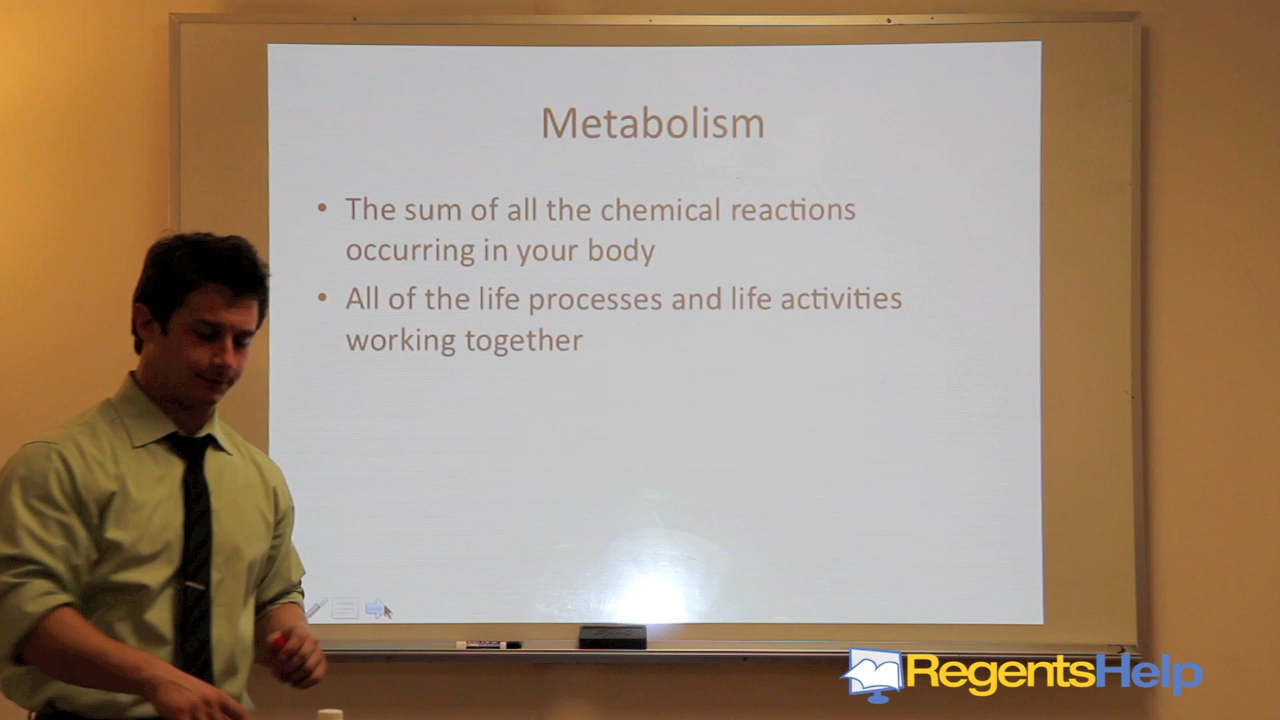 Metabolism
• The sum of all the chemical reactions
occurring in your body
• All of the life processes and life activities
working together
RegentsHelp